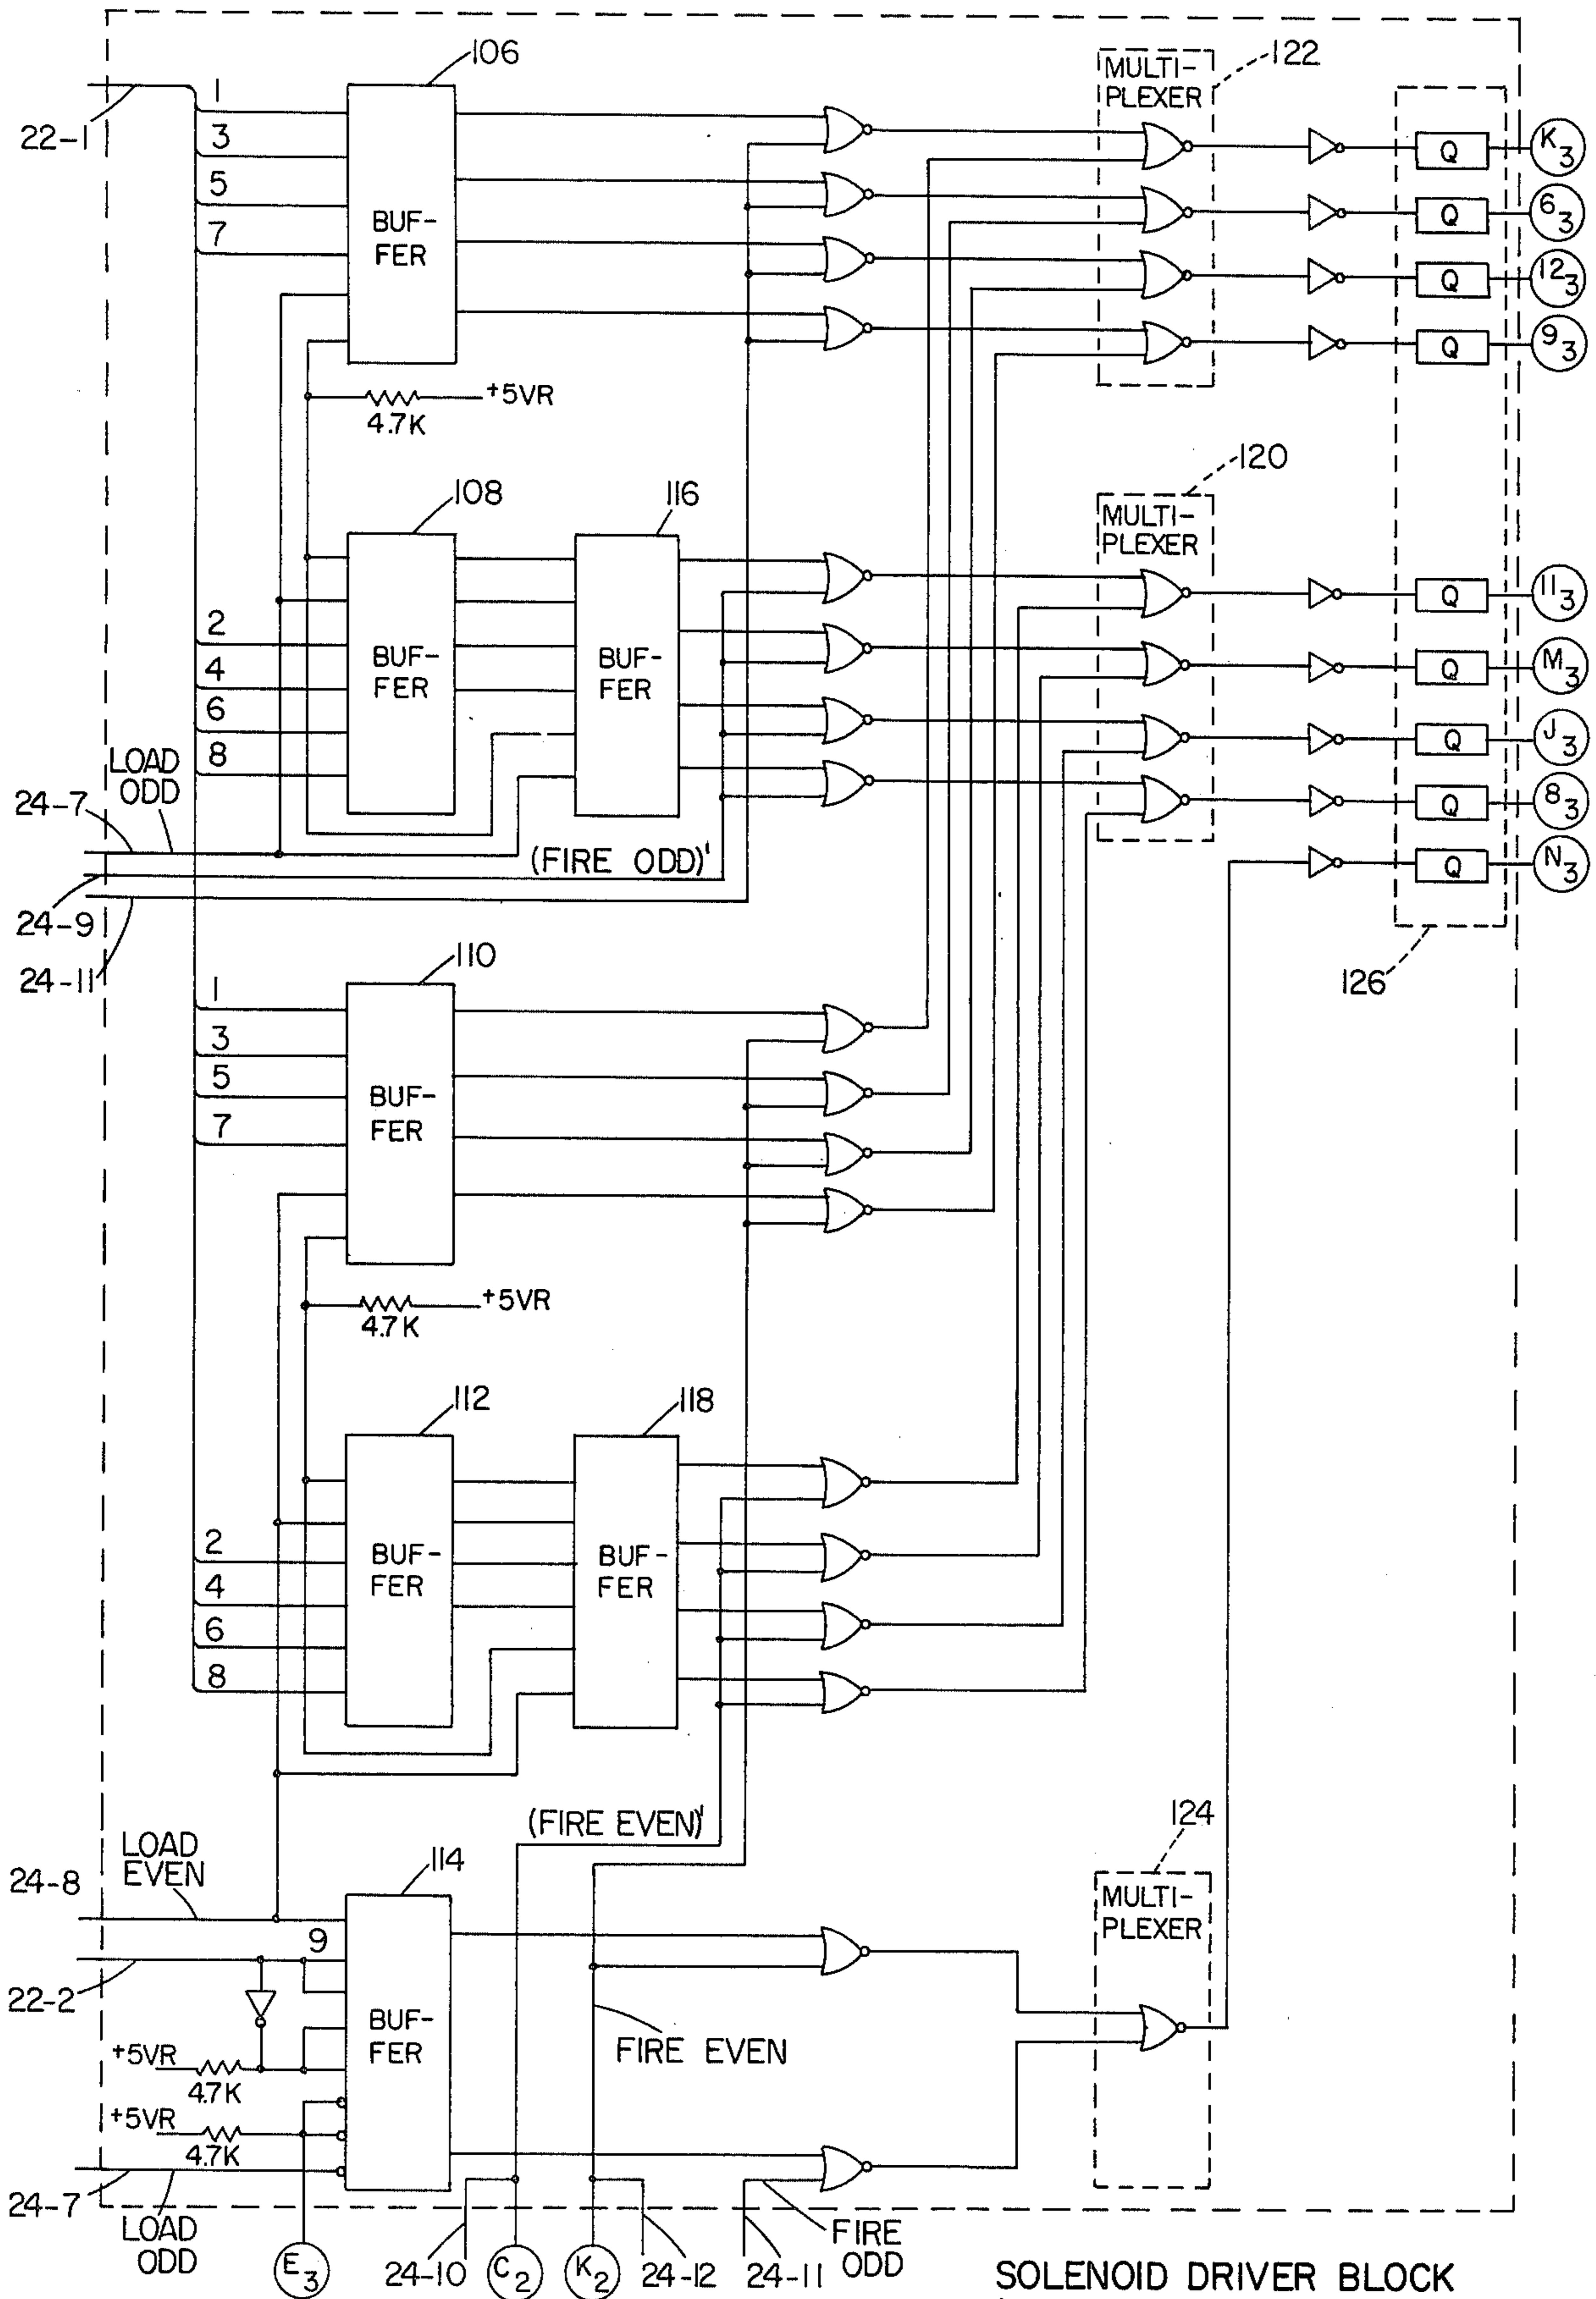 106
MULTI-
PLEXER
122
22-1
1
3
5
7
BUF-
FER
Q
K3
Q
63
Q
123
Q
93
+5VR
4.7K
108
116
120
MULTI-
PLEXER
2
4
6
8
BUF-
FER
BUF-
FER
Q
113
Q
M3
Q
J3
Q
83
Q
N3
LOAD
ODD
24-7
(FIRE ODD)'
24-9
24-11
126
110
1
3
5
7
BUF-
FER
+5VR
4.7K
112
118
2
4
6
8
BUF-
FER
BUF-
FER
(FIRE EVEN)'
124
LOAD
EVEN
24-8
114
MULTI-
PLEXER
9
22-2
BUF-
FER
FIRE EVEN
+5VR
4.7K
+5VR
4.7K
24-7
LOAD
ODD
E3
24-10
C2
K2
24-12
24-11
FIRE
ODD
SOLENOID DRIVER BLOCK